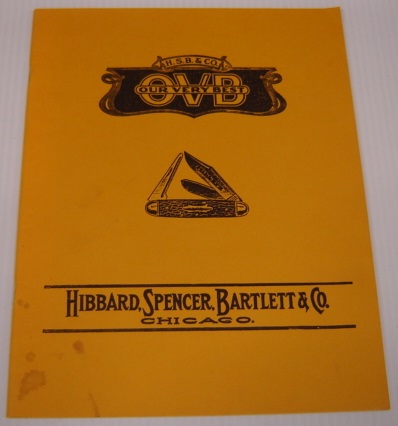 H.S.B. & CO.
OVB
OUR VERY BEST
HIBBARD, SPENCER, BARTLETT & CO.
CHICAGO.